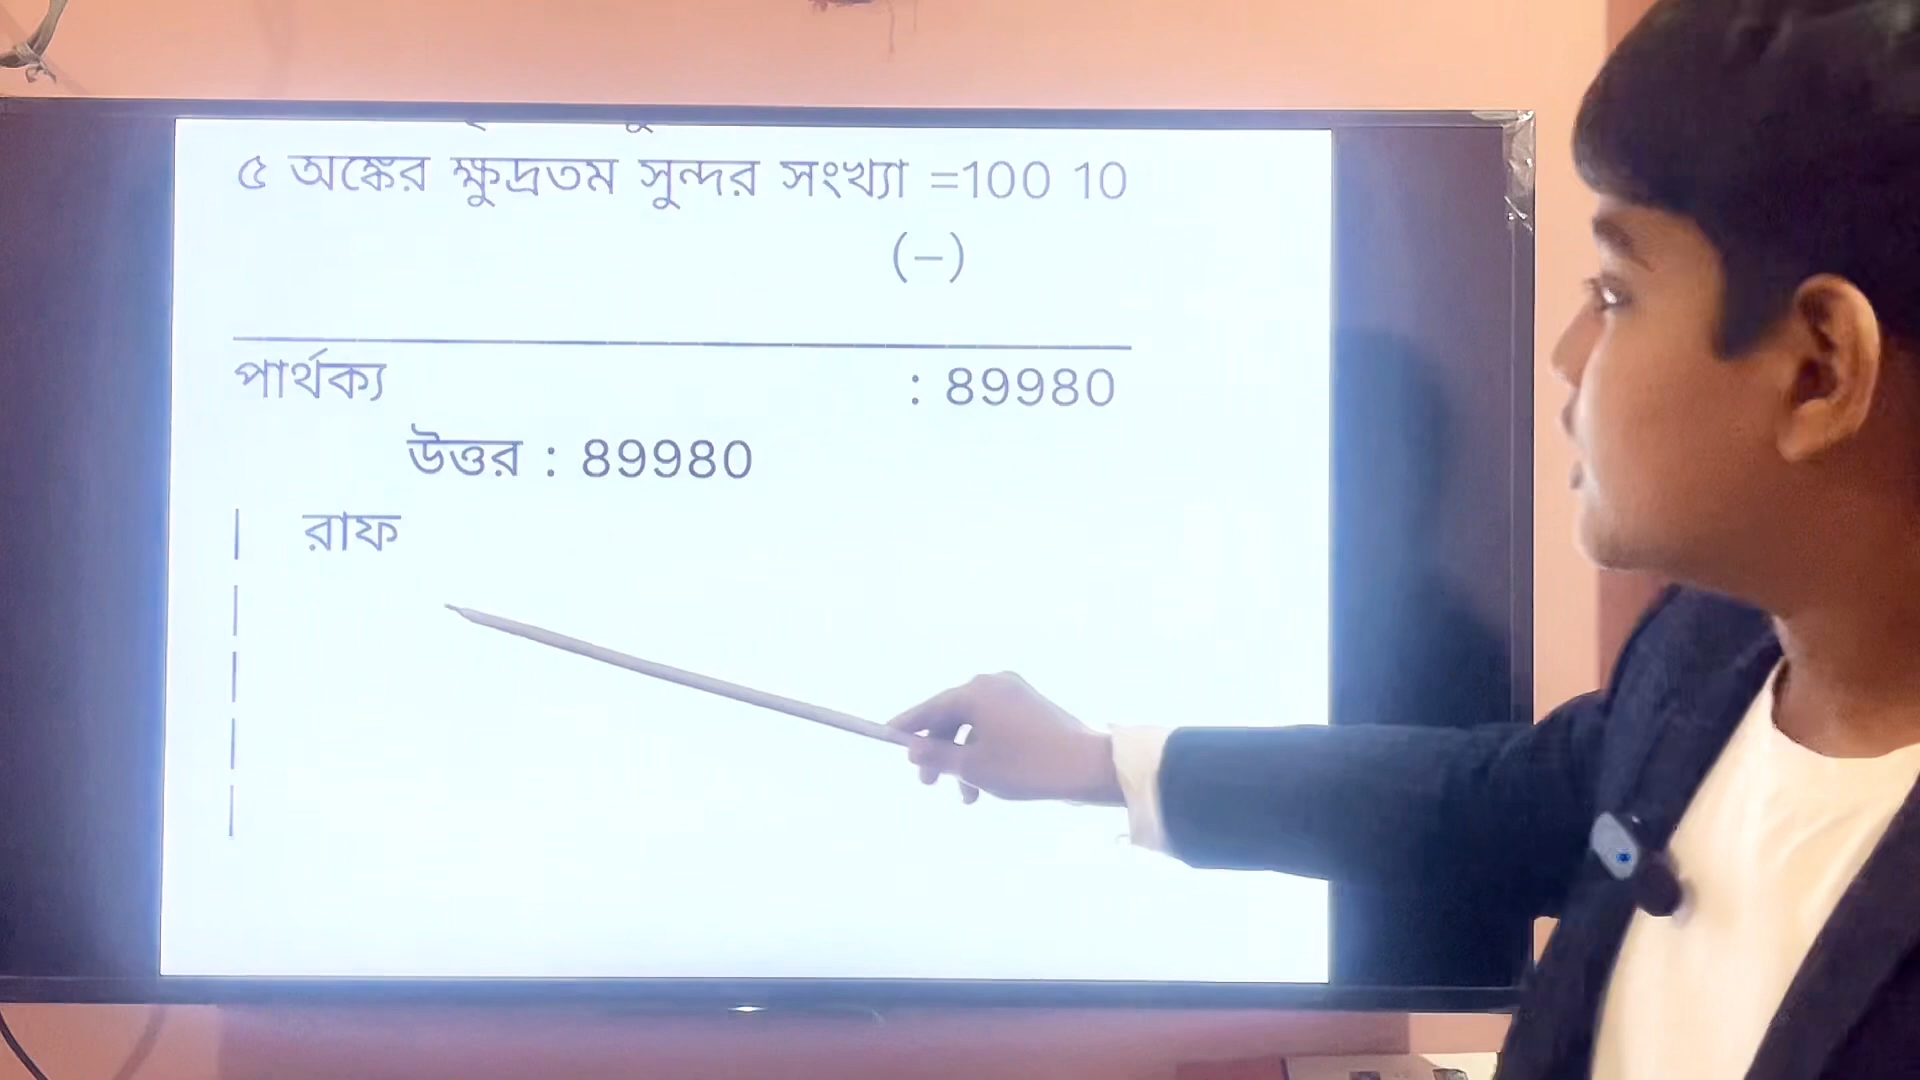 ৫ অঙ্কের ক্ষুদ্রতম সুন্দর সংখ্যা =100 10
(−)
পার্থক্য : 89980
উত্তর : 89980
রাফ